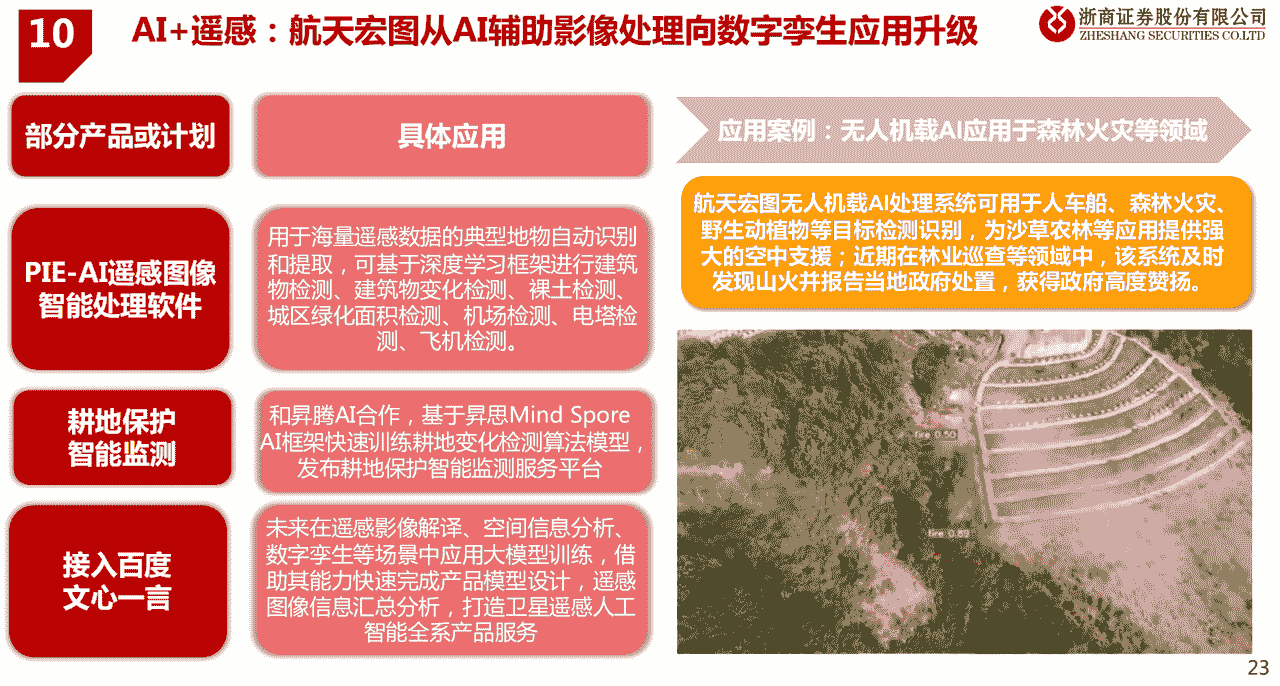 10
AI+遥感：航天宏图从AI辅助影像处理向数字孪生应用升级
浙商证券股份有限公司
ZHESHANG SECURITIES CO.LTD
部分产品或计划
具体应用
PIE-AI遥感图像
智能处理软件
用于海量遥感数据的典型地物自动识别
和提取，可基于深度学习框架进行建筑
物检测、建筑物变化检测、裸土检测、
城区绿化面积检测、机场检测、电塔检
测、飞机检测。
耕地保护
智能监测
和昇腾AI合作，基于昇思Mind Spore
AI框架快速训练耕地变化检测算法模型，
发布耕地保护智能监测服务平台
接入百度
文心一言
未来在遥感影像解译、空间信息分析、
数字孪生等场景中应用大模型训练，借
助其能力快速完成产品模型设计，遥感
图像信息汇总分析，打造卫星遥感人工
智能全系产品服务
应用案例：无人机载AI应用于森林火灾等领域
航天宏图无人机载AI处理系统可用于人车船、森林火灾、
野生动植物等目标检测识别，为沙草农林等应用提供强
大的空中支援；近期在林业巡查等领域中，该系统及时
发现山火并报告当地政府处置，获得政府高度赞扬。
fire 0.50
fire
23